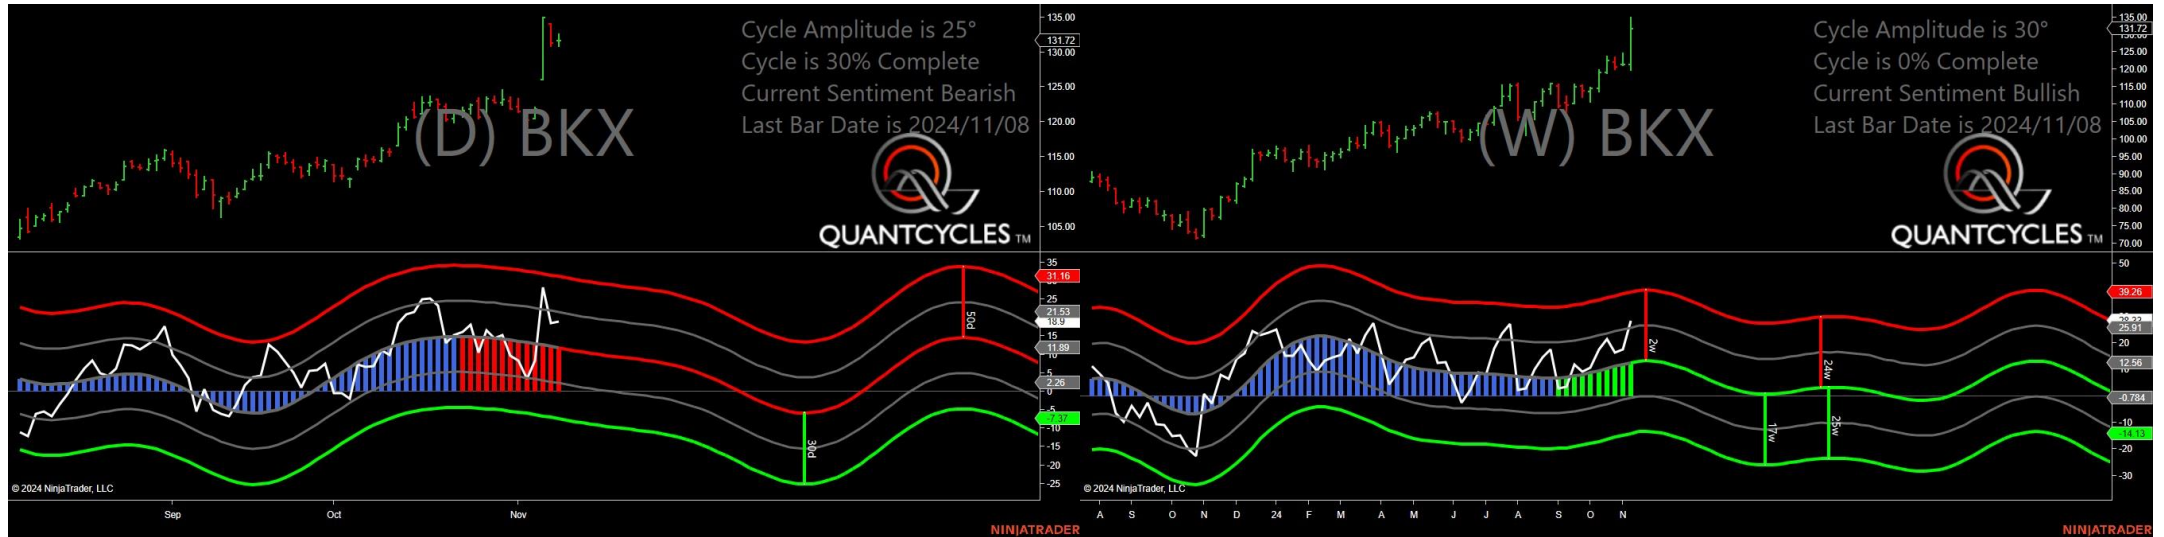 Cycle Amplitude is 25°
Cycle is 30% Complete
Current Sentiment Bearish
Last Bar Date is 2024/11/08
(D) BKX
QUANTCYCLES TM
135.00
131.72
130.00
125.00
120.00
115.00
110.00
105.00
35
31.16
25
21.53
18.9
15
11.89
2.26
-7.37
-10
-15
-20
-25
50d
30d
© 2024 NinjaTrader, LLC
Sep Oct Nov
NINJATRADER
Cycle Amplitude is 30°
Cycle is 0% Complete
Current Sentiment Bullish
Last Bar Date is 2024/11/08
(W) BKX
QUANTCYCLES TM
135.00
131.72
125.00
120.00
115.00
110.00
105.00
100.00
95.00
90.00
85.00
80.00
75.00
70.00
50
39.26
25.91
20
12.56
-0.784
-10
-14.13
-20
-30
2w
24w
17w
25w
© 2024 NinjaTrader, LLC
A S O N D 24 F M A M J J A S O N
NINJATRADER